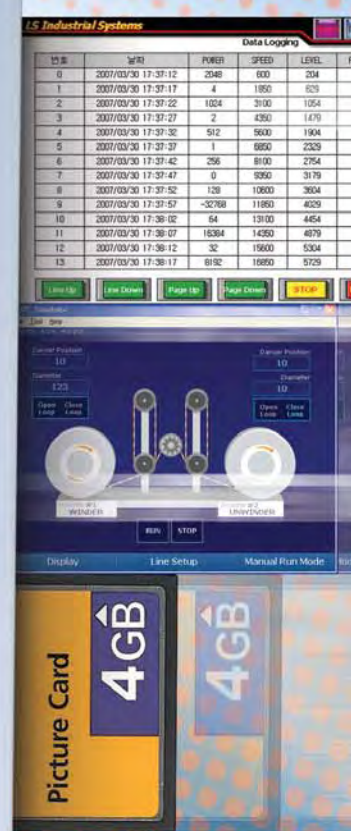 LS Industrial Systems
Data Logging
번호 날짜 POWER SPEED LEVEL
0 2007/03/30 17:37:12 2048 600 204
1 2007/03/30 17:37:17 4 1850 629
2 2007/03/30 17:37:22 1024 3100 1054
3 2007/03/30 17:37:27 2 4350 1479
4 2007/03/30 17:37:32 512 5600 1904
5 2007/03/30 17:37:37 1 6850 2329
6 2007/03/30 17:37:42 256 8100 2754
7 2007/03/30 17:37:47 0 9350 3179
8 2007/03/30 17:37:52 128 10600 3604
9 2007/03/30 17:37:57 -32768 11850 4029
10 2007/03/30 17:38:02 64 13100 4454
11 2007/03/30 17:38:07 16384 14350 4879
12 2007/03/30 17:38:12 32 15600 5304
13 2007/03/30 17:38:17 8192 16850 5729
Line Up Line Down Page Up Page Down STOP
Tool Help
Dancer Position Dancer Position
10 10
Diameter Diameter
123 10
Open Loop Close Loop Open Loop Close Loop
#1 #2
WINDER UNWINDER
RUN STOP
Display Line Setup Manual Run Mode
Picture Card
4GB
4GB